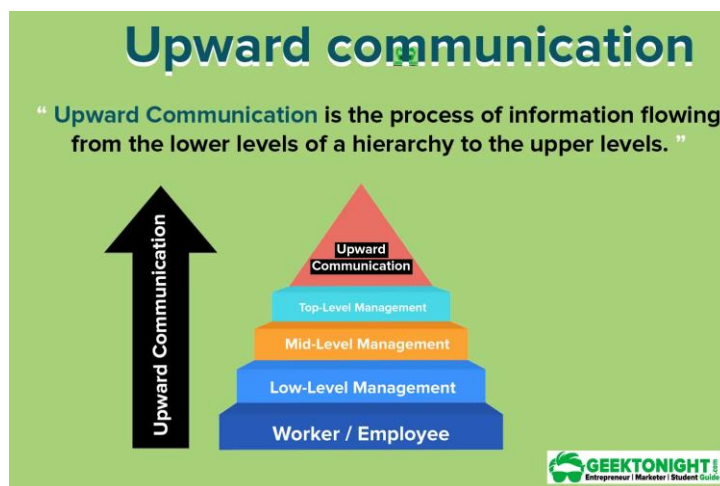 Upward communication
“ Upward Communication is the process of information flowing
from the lower levels of a hierarchy to the upper levels. ”
Upward Communication
Upward
Communication
Top-Level Management
Mid-Level Management
Low-Level Management
Worker / Employee
GEEKTONIGHT.com
Entrepreneur | Marketer | Student Guide